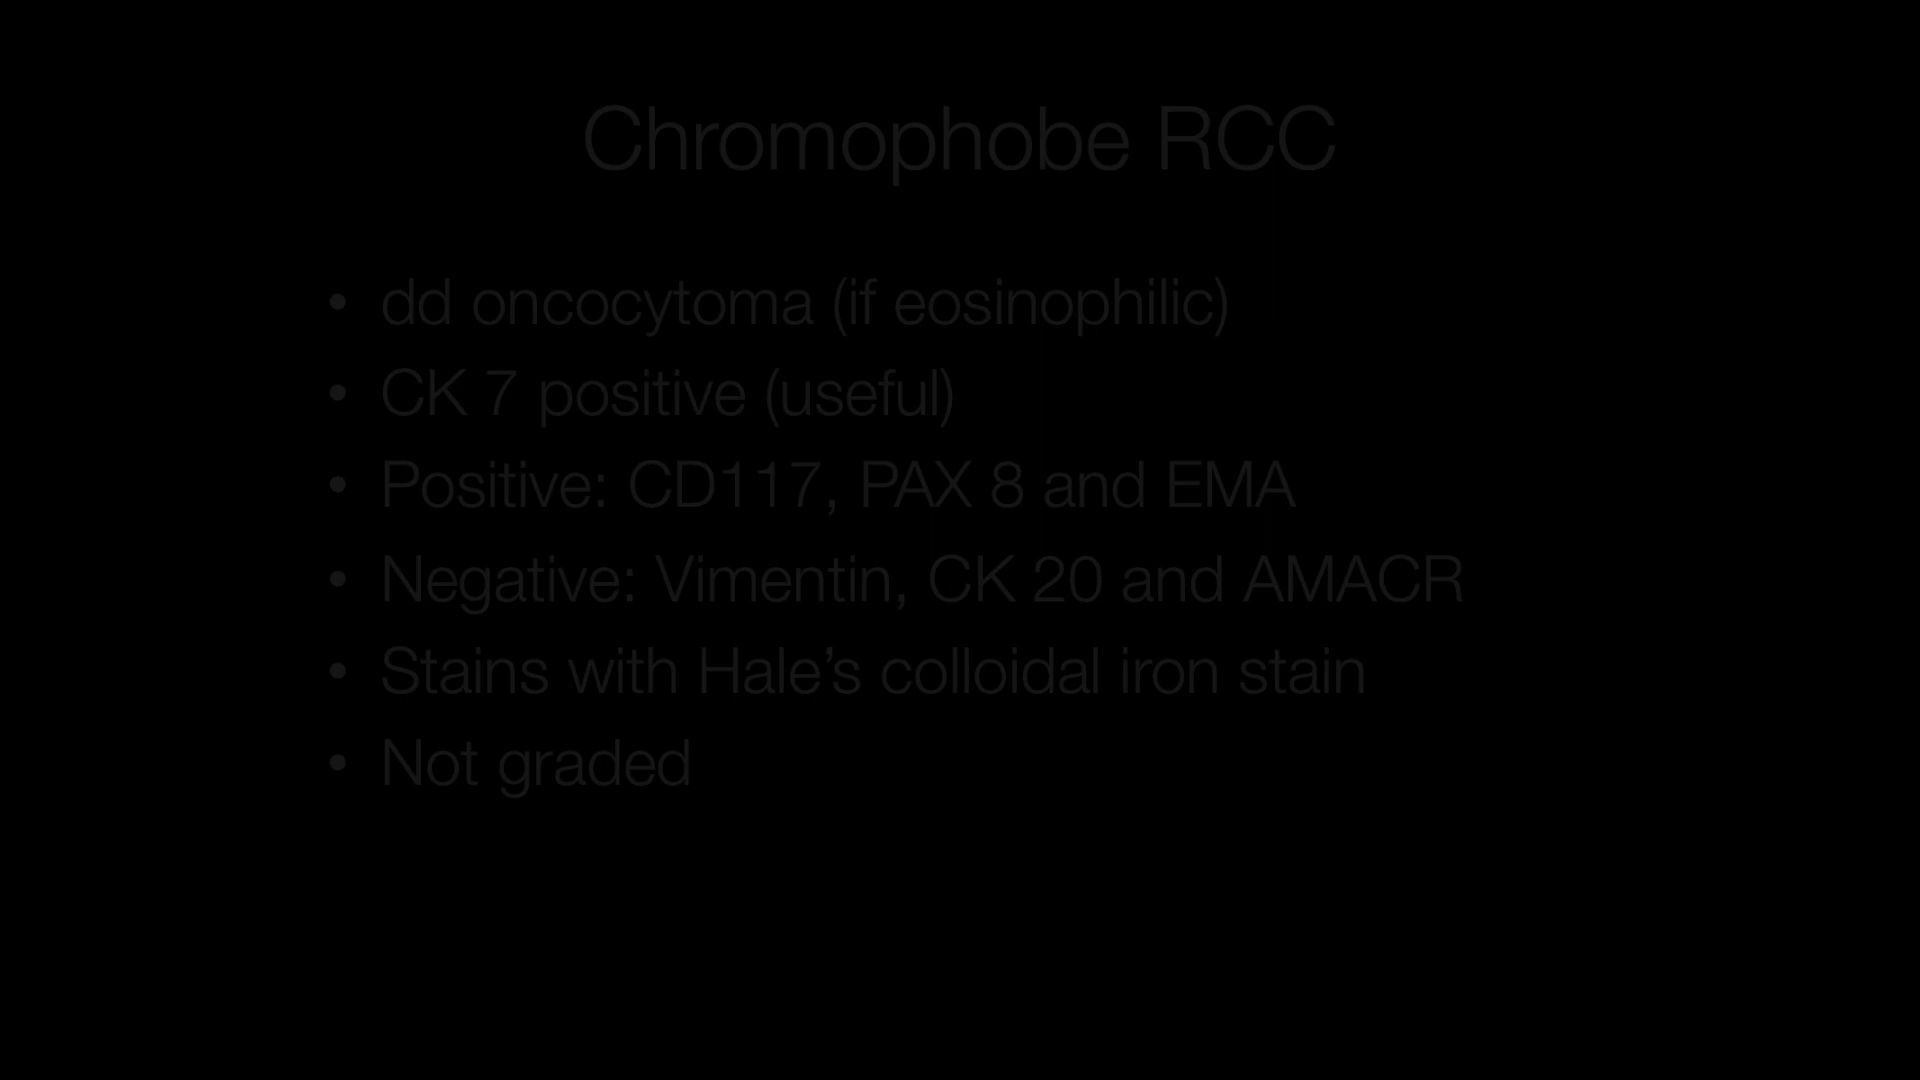 Chromophobe RCC
• dd oncocytoma (if eosinophilic)
• CK 7 positive (useful)
• Positive: CD117, PAX 8 and EMA
• Negative: Vimentin, CK 20 and AMACR
• Stains with Hale’s colloidal iron stain
• Not graded